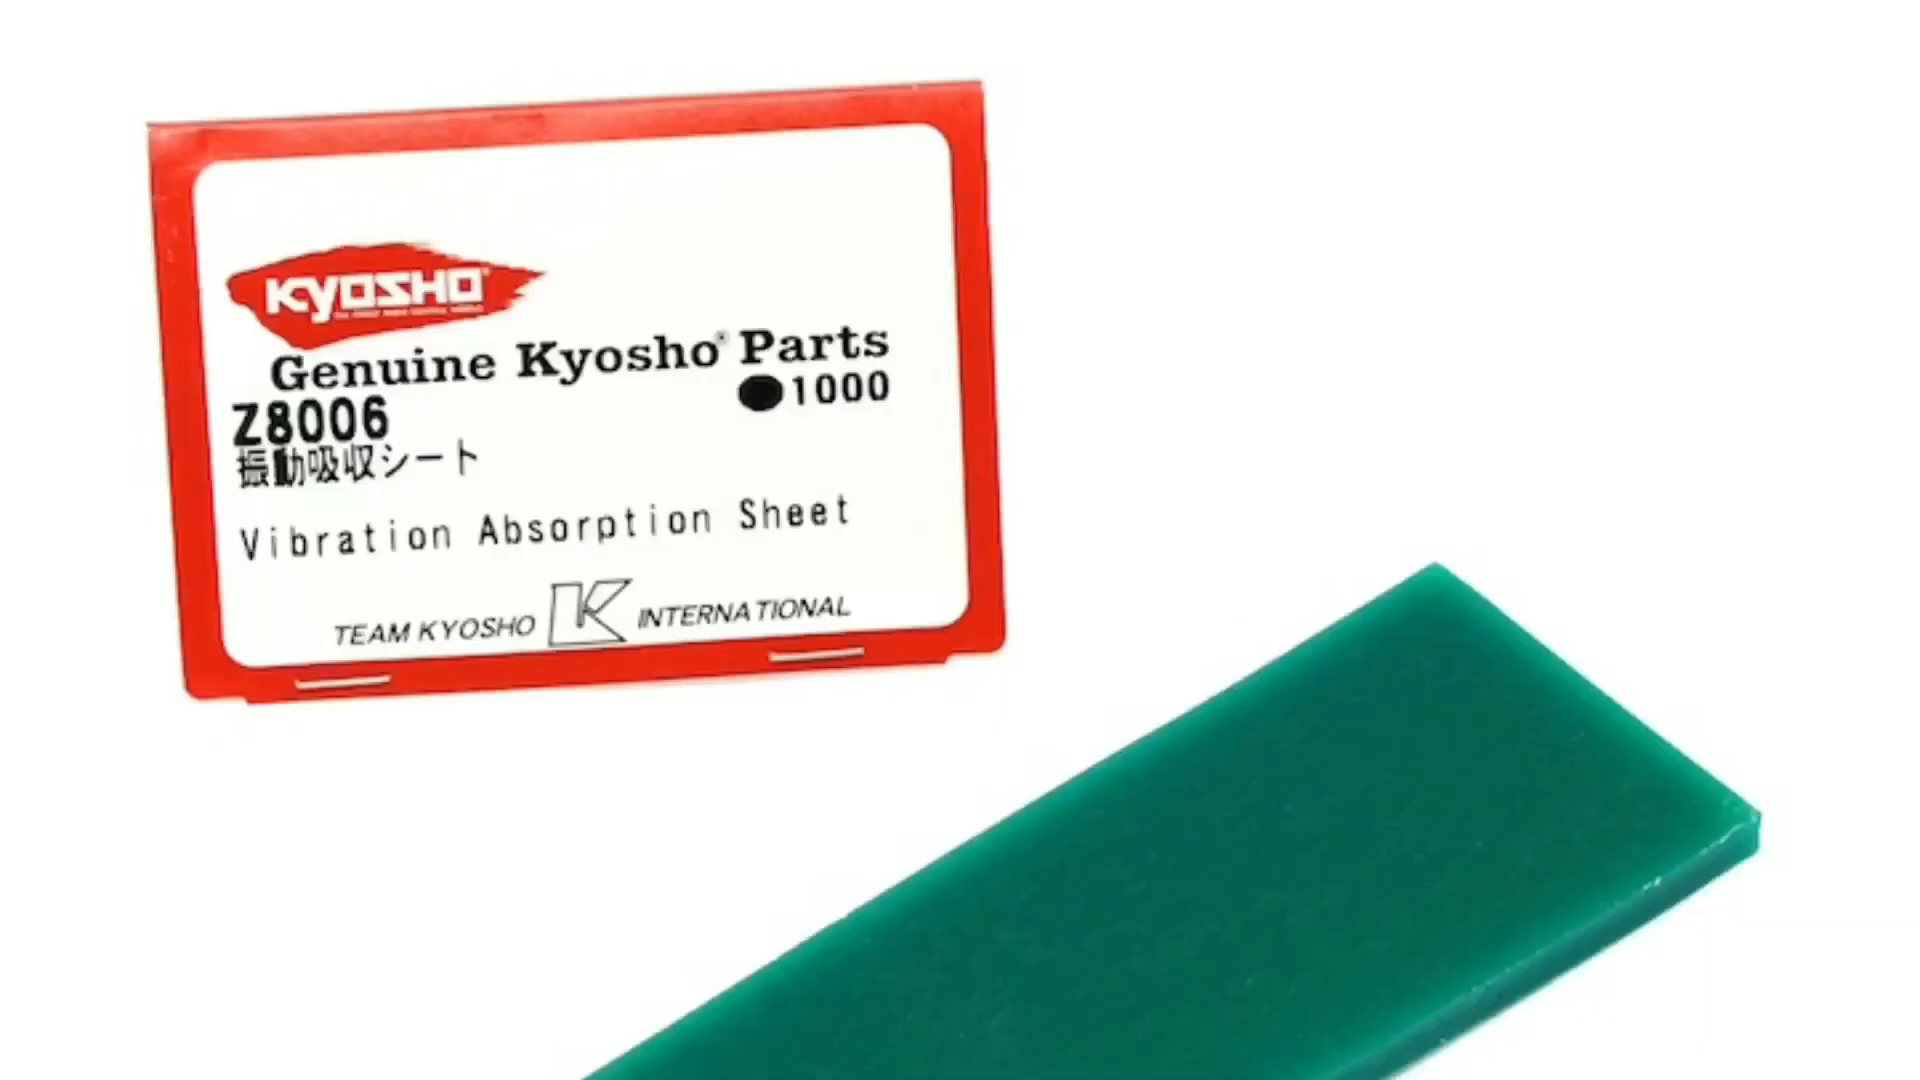 KYOSHO
Genuine Kyosho® Parts
●1000
Z8006
振動吸収シート
Vibration Absorption Sheet
TEAM KYOSHO K INTERNATIONAL